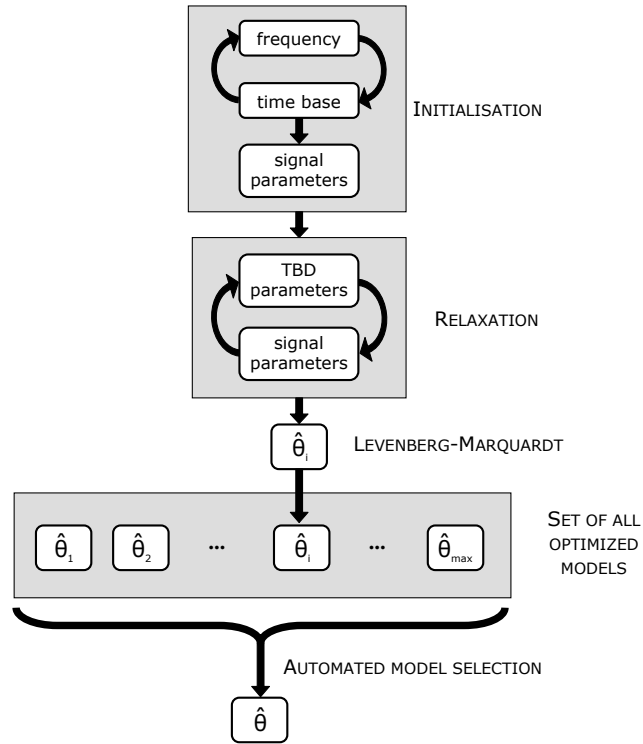 frequency
time base
INITIALISATION
signal
parameters
TBD
parameters
RELAXATION
signal
parameters
θ̂i
LEVENBERG-MARQUARDT
θ̂1 θ̂2 ... θ̂i ... θ̂max
SET OF ALL
OPTIMIZED
MODELS
AUTOMATED MODEL SELECTION
θ̂